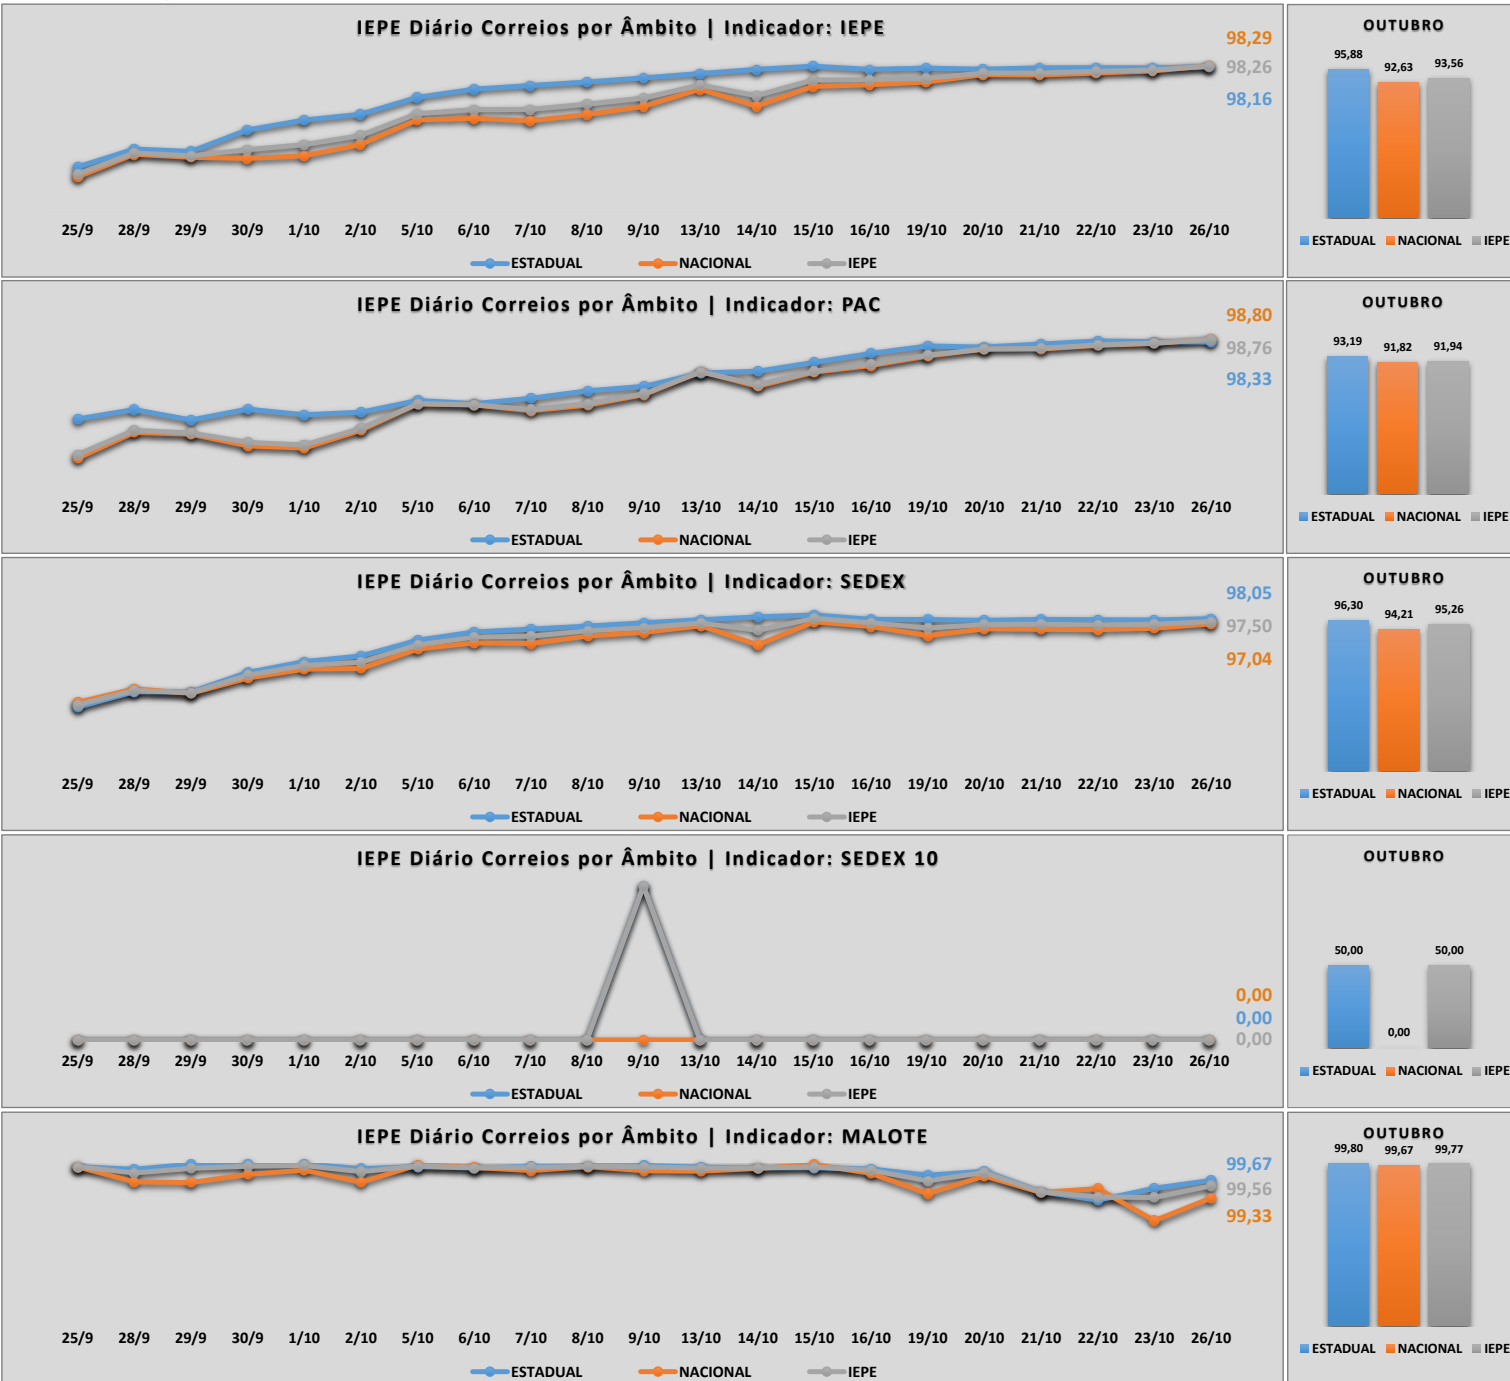 IEPE Diário Correios por Âmbito | Indicador: IEPE
98,29
98,26
98,16
25/9 28/9 29/9 30/9 1/10 2/10 5/10 6/10 7/10 8/10 9/10 13/10 14/10 15/10 16/10 19/10 20/10 21/10 22/10 23/10 26/10
ESTADUAL NACIONAL IEPE
OUTUBRO
95,88 92,63 93,56
ESTADUAL NACIONAL IEPE
IEPE Diário Correios por Âmbito | Indicador: PAC
98,80
98,76
98,33
25/9 28/9 29/9 30/9 1/10 2/10 5/10 6/10 7/10 8/10 9/10 13/10 14/10 15/10 16/10 19/10 20/10 21/10 22/10 23/10 26/10
ESTADUAL NACIONAL IEPE
OUTUBRO
93,19 91,82 91,94
ESTADUAL NACIONAL IEPE
IEPE Diário Correios por Âmbito | Indicador: SEDEX
98,05
97,50
97,04
25/9 28/9 29/9 30/9 1/10 2/10 5/10 6/10 7/10 8/10 9/10 13/10 14/10 15/10 16/10 19/10 20/10 21/10 22/10 23/10 26/10
ESTADUAL NACIONAL IEPE
OUTUBRO
96,30 94,21 95,26
ESTADUAL NACIONAL IEPE
IEPE Diário Correios por Âmbito | Indicador: SEDEX 10
0,00
0,00
0,00
25/9 28/9 29/9 30/9 1/10 2/10 5/10 6/10 7/10 8/10 9/10 13/10 14/10 15/10 16/10 19/10 20/10 21/10 22/10 23/10 26/10
ESTADUAL NACIONAL IEPE
OUTUBRO
50,00 0,00 50,00
ESTADUAL NACIONAL IEPE
IEPE Diário Correios por Âmbito | Indicador: MALOTE
99,67
99,56
99,33
25/9 28/9 29/9 30/9 1/10 2/10 5/10 6/10 7/10 8/10 9/10 13/10 14/10 15/10 16/10 19/10 20/10 21/10 22/10 23/10 26/10
ESTADUAL NACIONAL IEPE
OUTUBRO
99,80 99,67 99,77
ESTADUAL NACIONAL IEPE